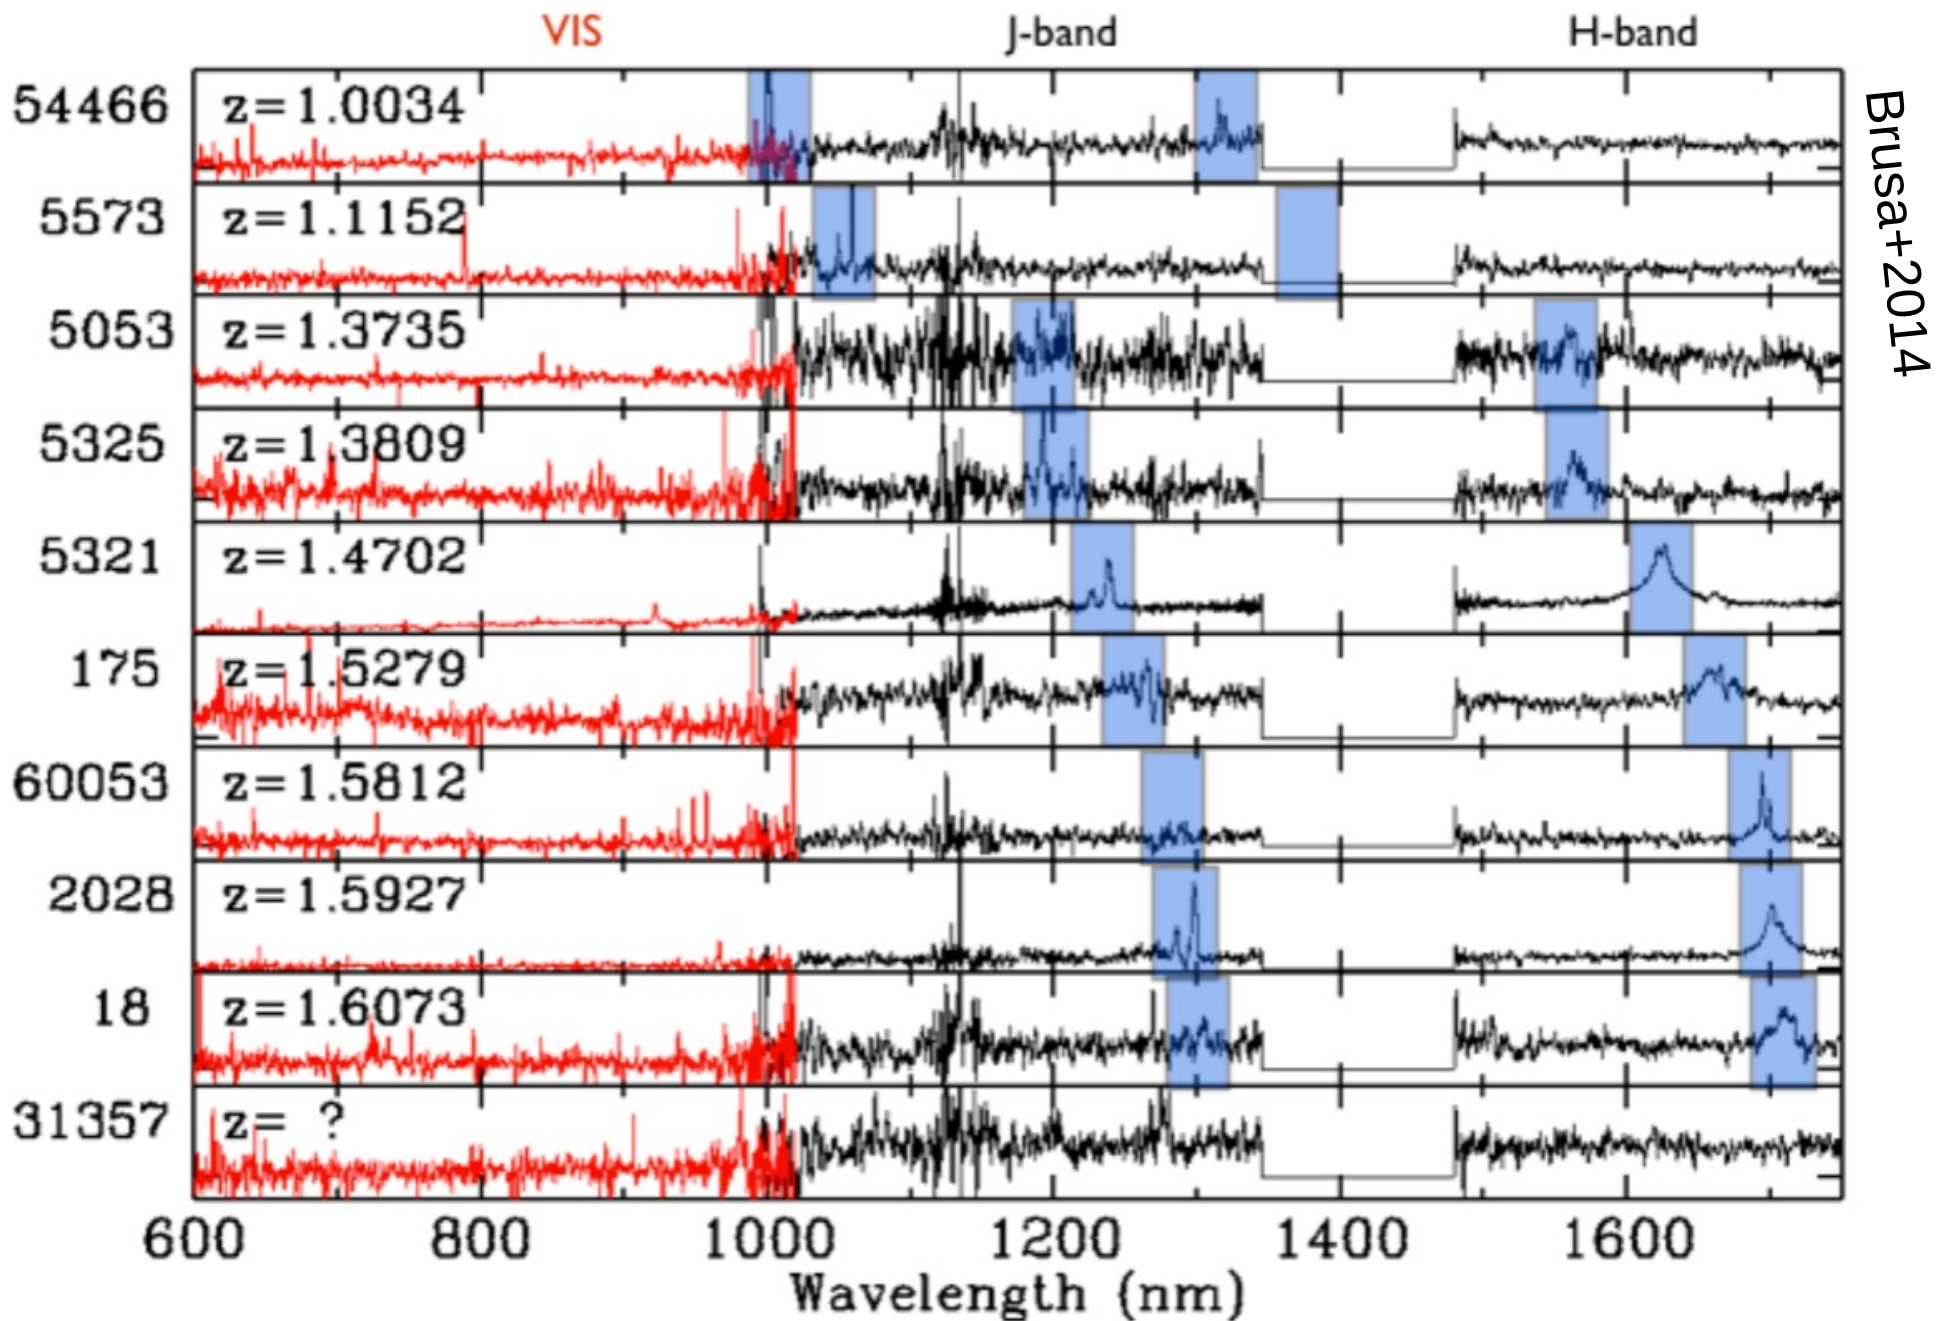 VIS J-band H-band
54466 z=1.0034
5573 z=1.1152
5053 z=1.3735
5325 z=1.3809
5321 z=1.4702
175 z=1.5279
60053 z=1.5812
2028 z=1.5927
18 z=1.6073
31357 z= ?
600 800 1000 1200 1400 1600
Wavelength (nm)
Brusa+2014